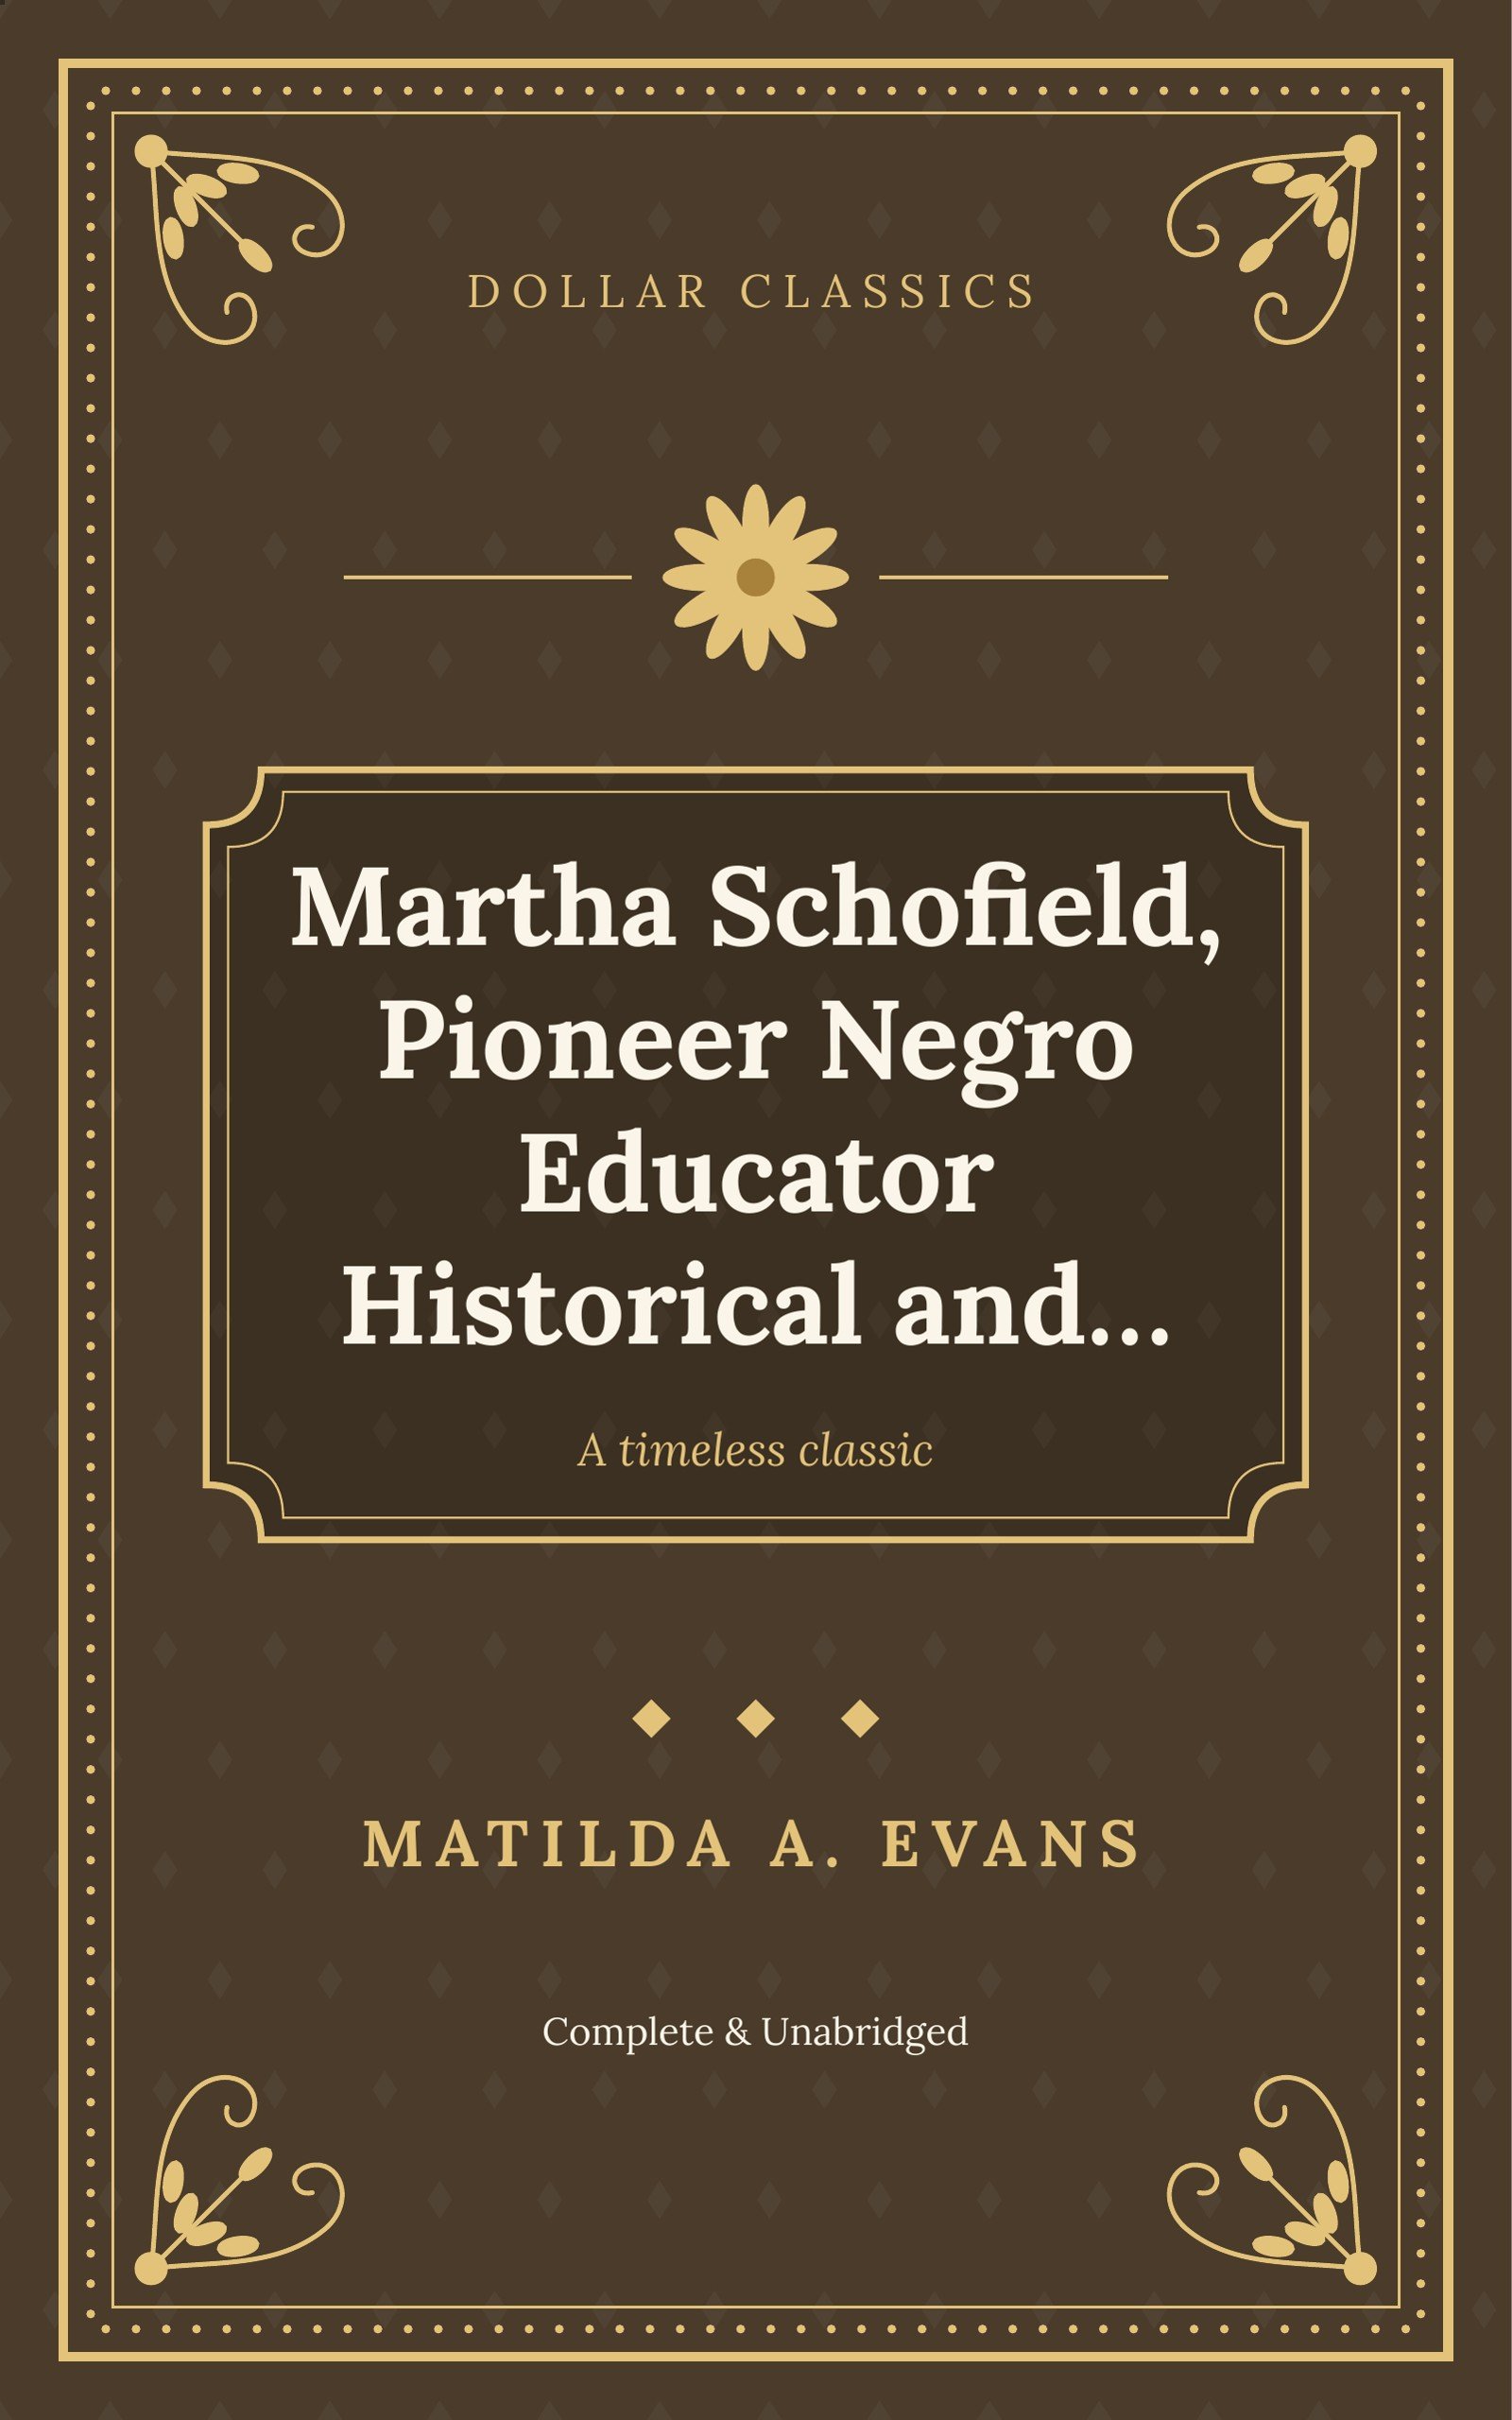 DOLLAR CLASSICS
Martha Schofield,
Pioneer Negro
Educator
Historical and...
A timeless classic
MATILDA A. EVANS
Complete & Unabridged